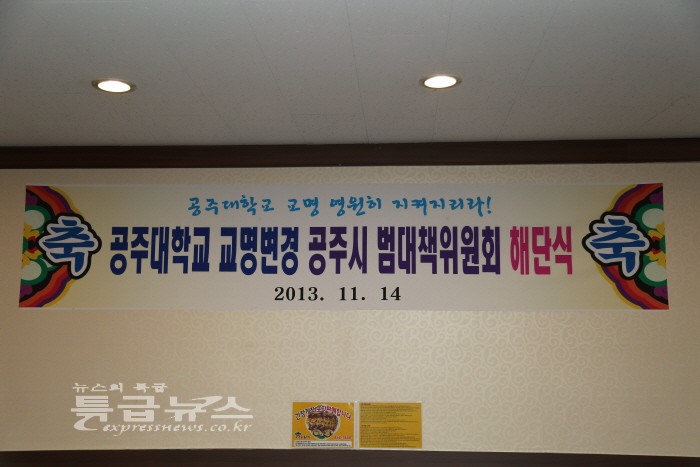 공주대학교 교명 영원히 지켜지리라!
축 공주대학교 교명변경 공주시 범대책위원회 해단식 축
2013. 11. 14
뉴스의 특급
특급뉴스
expressnews.co.kr